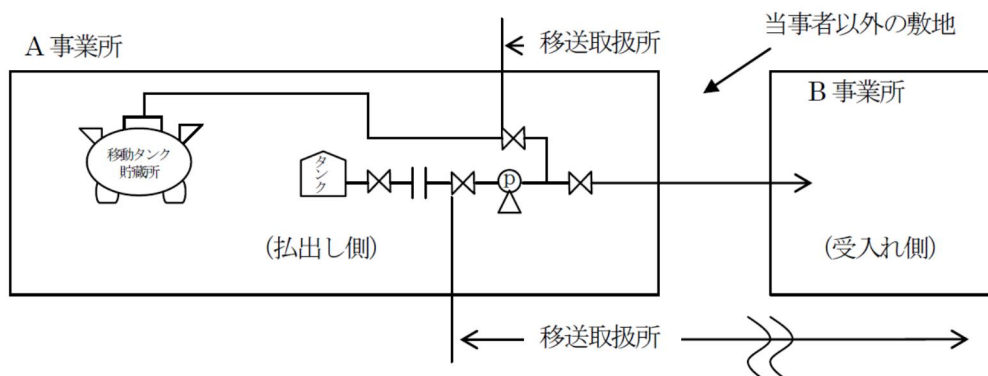 当事者以外の敷地
A 事業所
移送取扱所
B 事業所
移動タンク
貯蔵所
タンク
p
(払出し側)
(受入れ側)
移送取扱所